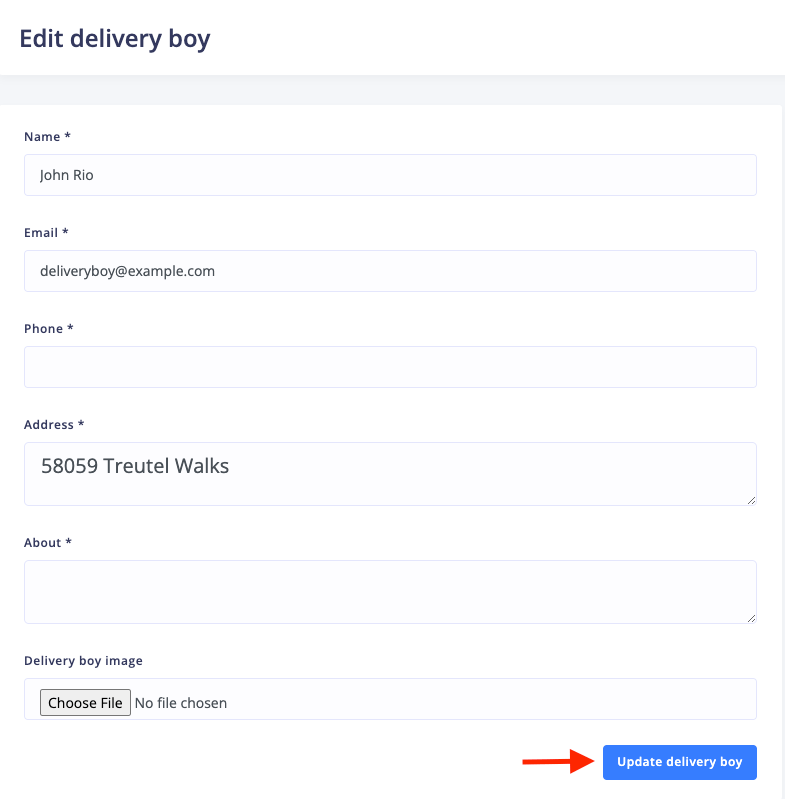 Edit delivery boy
Name *
John Rio
Email *
deliveryboy@example.com
Phone *
Address *
58059 Treutel Walks
About *
Delivery boy image
Choose File No file chosen
Update delivery boy